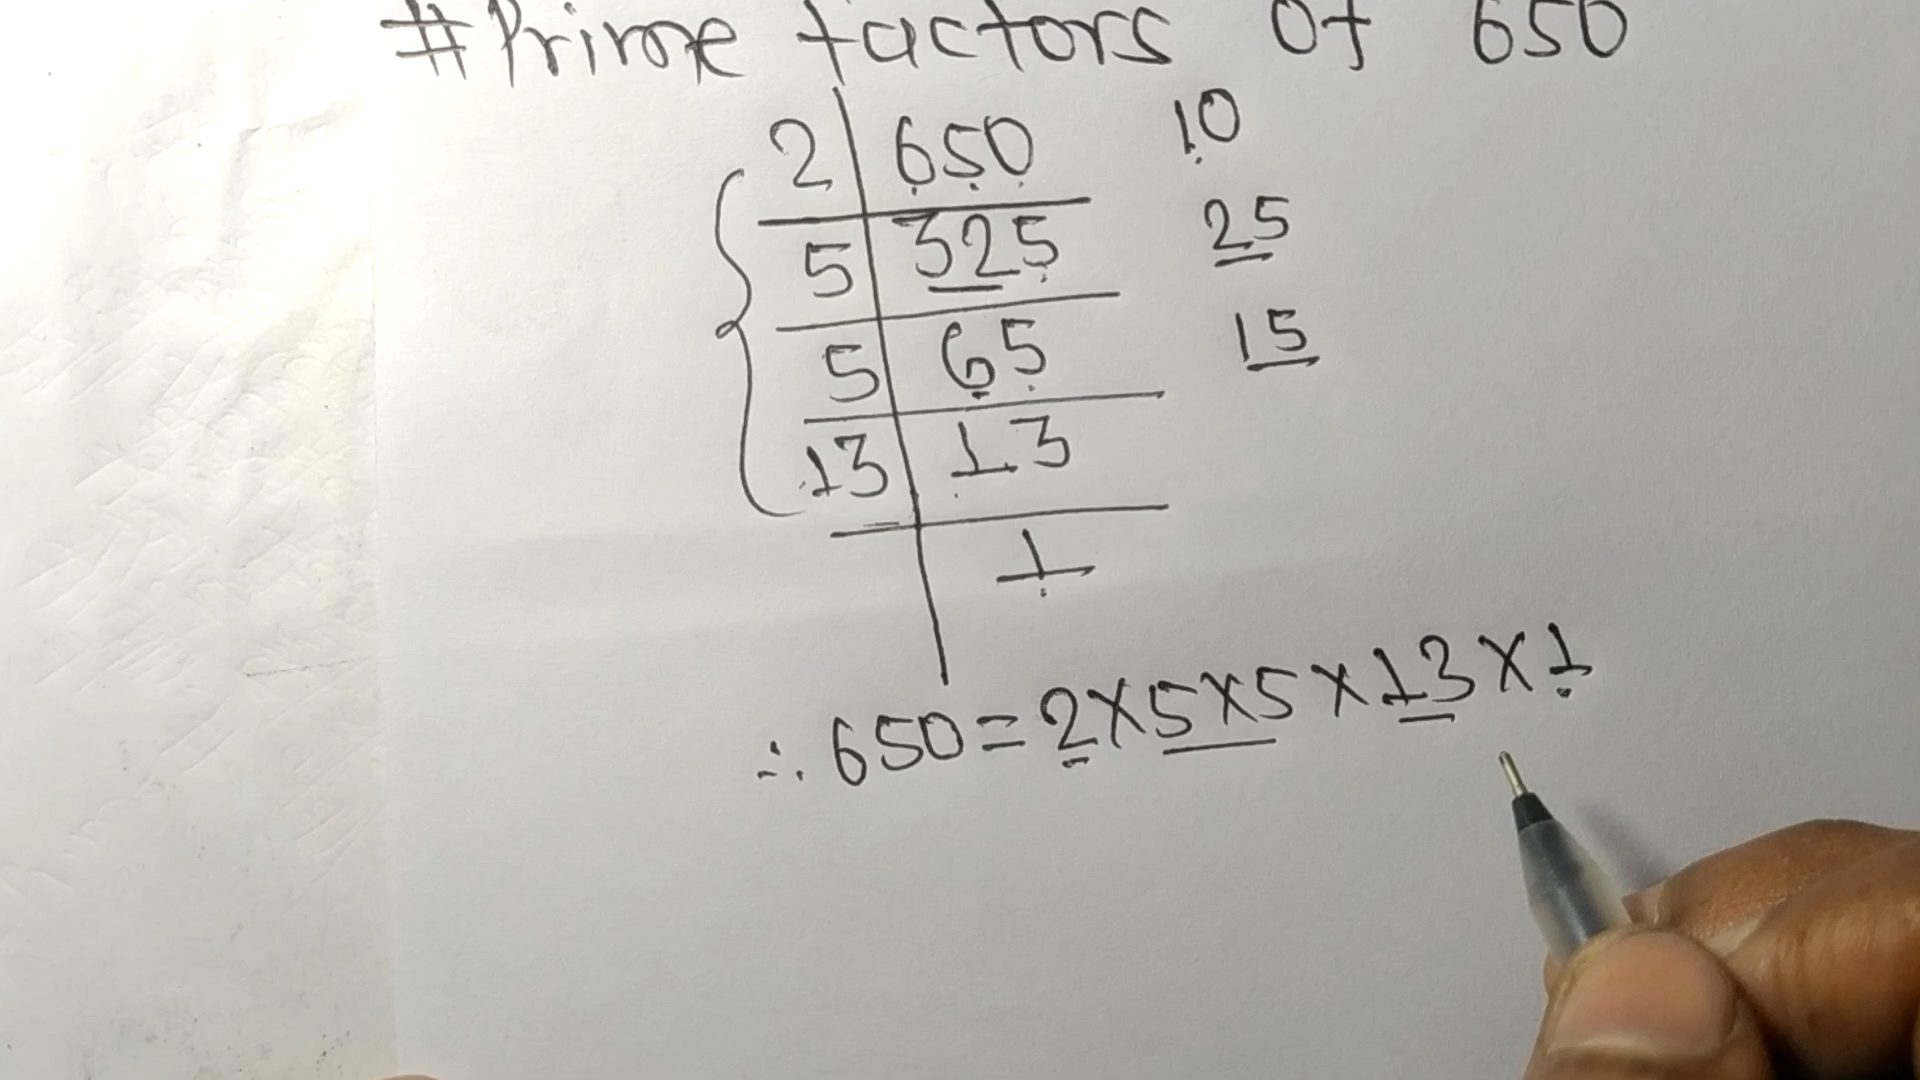 #Prime factors Of 650
2 650 10
5 325 25
5 65 15
13 13
1
∴ 650 = 2×5×5×13×1